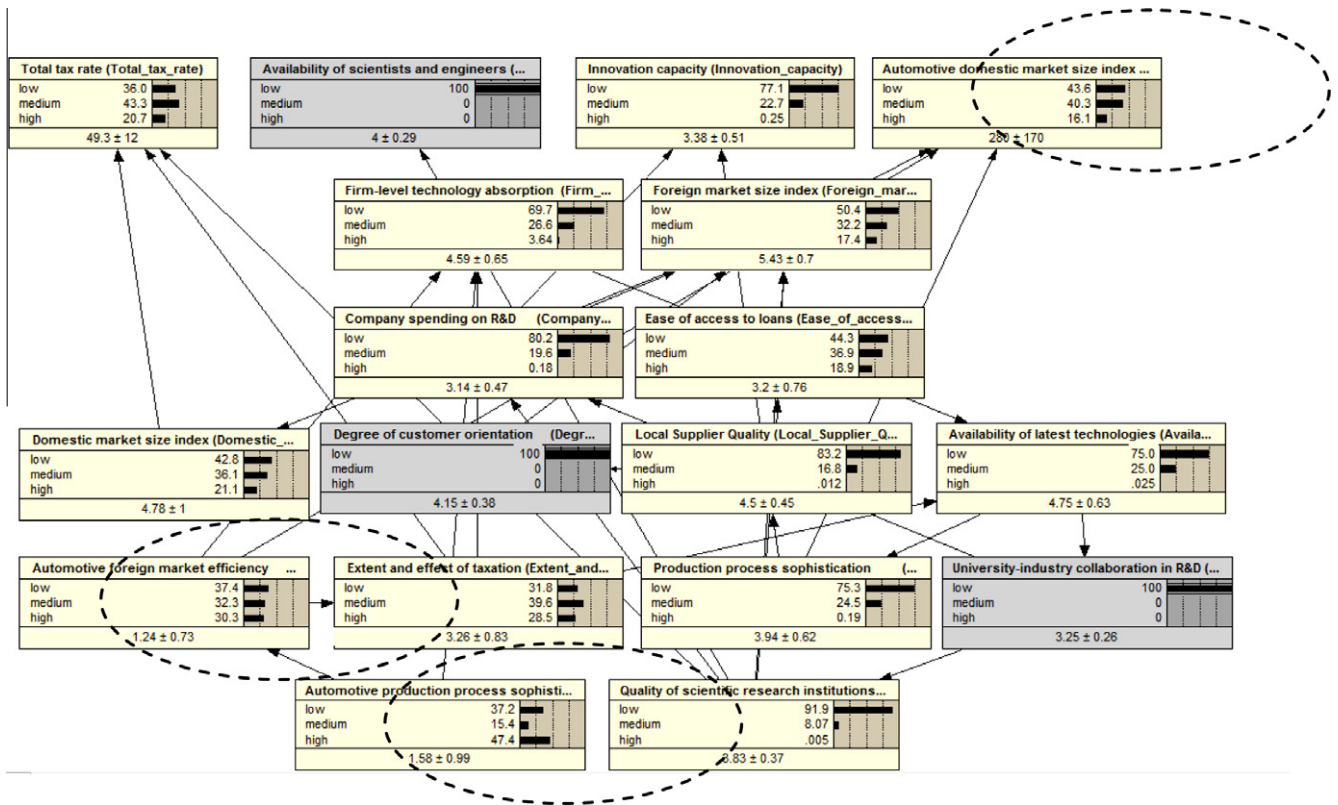 Total tax rate (Total_tax_rate)
low 36.0
medium 43.3
high 20.7
49.3 ± 12
Availability of scientists and engineers (...
low 100
medium 0
high 0
4 ± 0.29
Innovation capacity (Innovation_capacity)
low 77.1
medium 22.7
high 0.25
3.38 ± 0.51
Automotive domestic market size index ...
low 43.6
medium 40.3
high 16.1
280 ± 170
Firm-level technology absorption (Firm_...
low 69.7
medium 26.6
high 3.64
4.59 ± 0.65
Foreign market size index (Foreign_mar...
low 50.4
medium 32.2
high 17.4
5.43 ± 0.7
Company spending on R&D (Company...
low 80.2
medium 19.6
high 0.18
3.14 ± 0.47
Ease of access to loans (Ease_of_access...
low 44.3
medium 36.9
high 18.9
3.2 ± 0.76
Domestic market size index (Domestic_...
low 42.8
medium 36.1
high 21.1
4.78 ± 1
Degree of customer orientation (Degr...
low 100
medium 0
high 0
4.15 ± 0.38
Local Supplier Quality (Local_Supplier_Q...
low 83.2
medium 16.8
high .012
4.5 ± 0.45
Availability of latest technologies (Availa...
low 75.0
medium 25.0
high .025
4.75 ± 0.63
Automotive foreign market efficiency ...
low 37.4
medium 32.3
high 30.3
1.24 ± 0.73
Extent and effect of taxation (Extent_and...
low 31.8
medium 39.6
high 28.5
3.26 ± 0.83
Production process sophistication (...
low 75.3
medium 24.5
high 0.19
3.94 ± 0.62
University-industry collaboration in R&D (...
low 100
medium 0
high 0
3.25 ± 0.26
Automotive production process sophisti...
low 37.2
medium 15.4
high 47.4
1.58 ± 0.99
Quality of scientific research institutions...
low 91.9
medium 8.07
high .005
3.83 ± 0.37